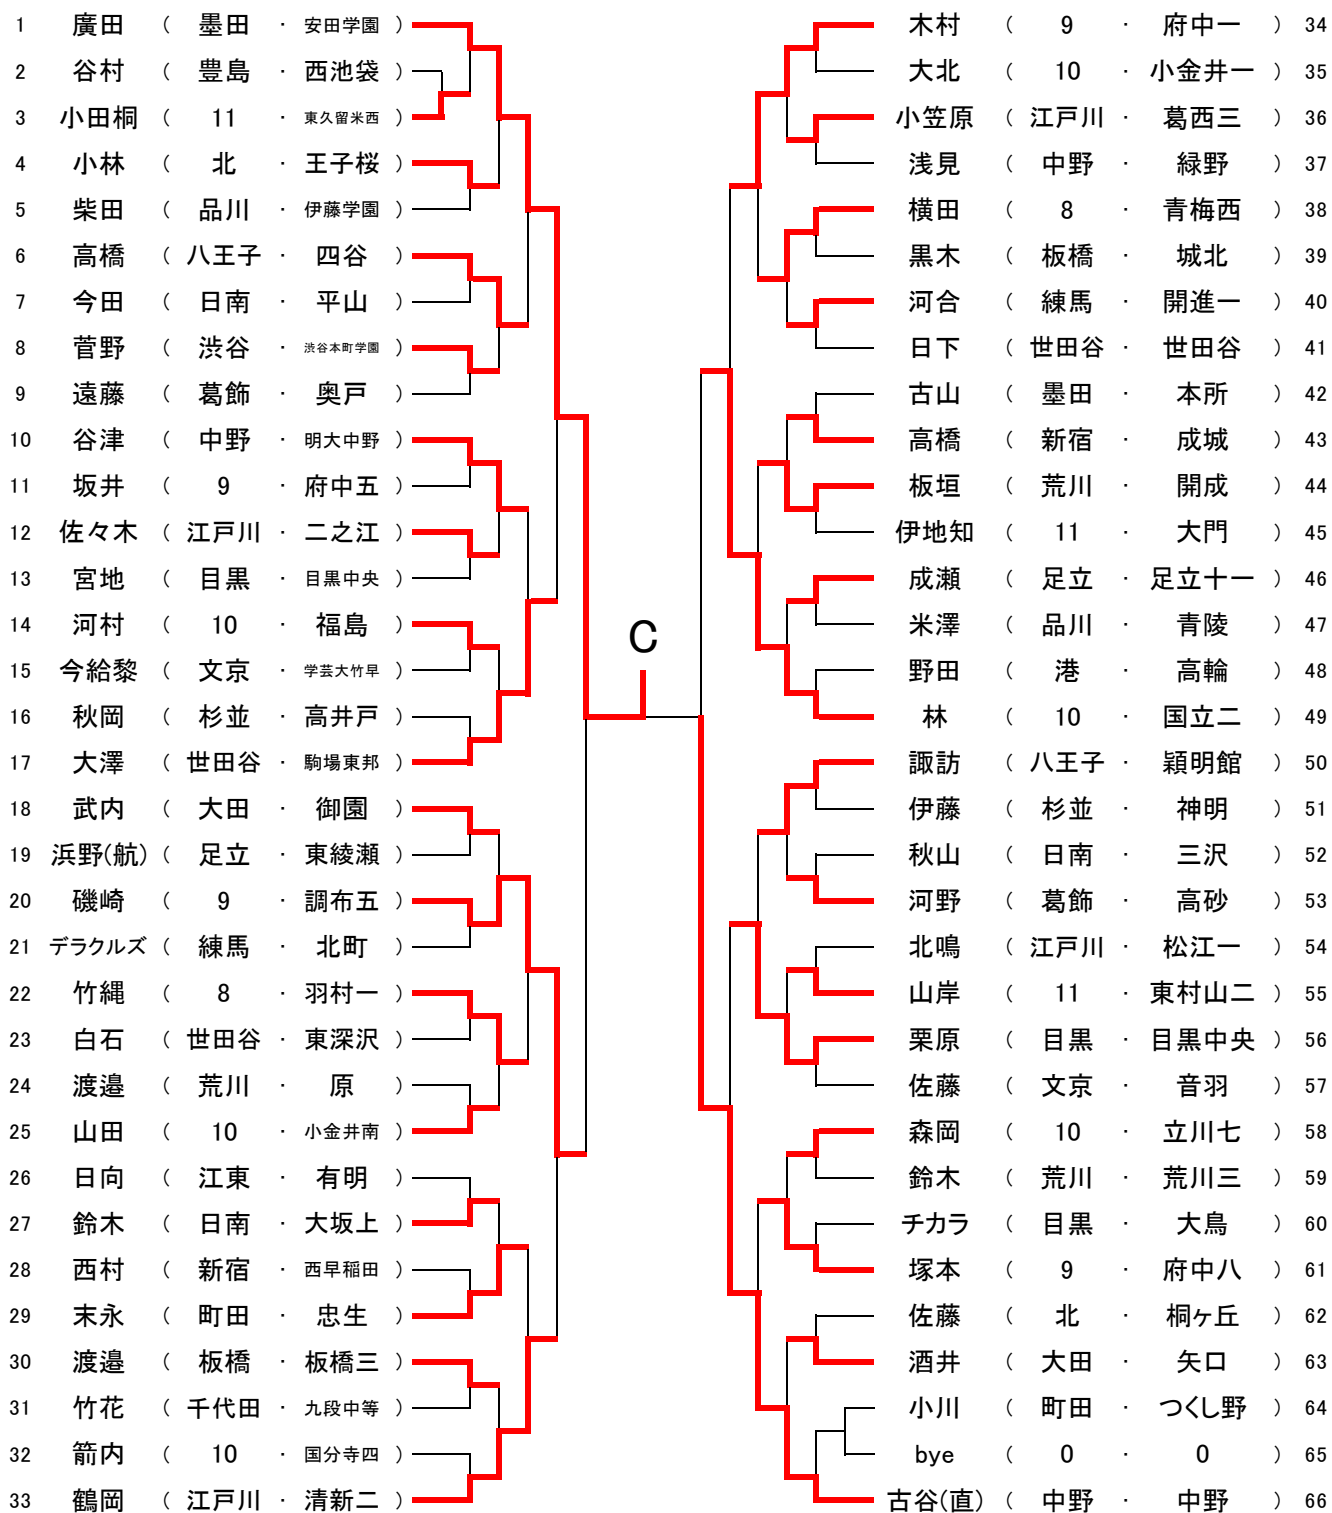 1 廣田 ( 墨田 · 安田学園 )
2 谷村 ( 豊島 · 西池袋 )
3 小田桐 ( 11 · 東久留米西 )
4 小林 ( 北 · 王子桜 )
5 柴田 ( 品川 · 伊藤学園 )
6 高橋 ( 八王子 · 四谷 )
7 今田 ( 日南 · 平山 )
8 菅野 ( 渋谷 · 渋谷本町学園 )
9 遠藤 ( 葛飾 · 奥戸 )
10 谷津 ( 中野 · 明大中野 )
11 坂井 ( 9 · 府中五 )
12 佐々木 ( 江戸川 · 二之江 )
13 宮地 ( 目黒 · 目黒中央 )
14 河村 ( 10 · 福島 )
15 今給黎 ( 文京 · 学芸大竹早 )
16 秋岡 ( 杉並 · 高井戸 )
17 大澤 ( 世田谷 · 駒場東邦 )
18 武内 ( 大田 · 御園 )
19 浜野(航) ( 足立 · 東綾瀬 )
20 磯崎 ( 9 · 調布五 )
21 デラクルズ ( 練馬 · 北町 )
22 竹縄 ( 8 · 羽村一 )
23 白石 ( 世田谷 · 東深沢 )
24 渡邉 ( 荒川 · 原 )
25 山田 ( 10 · 小金井南 )
26 日向 ( 江東 · 有明 )
27 鈴木 ( 日南 · 大坂上 )
28 西村 ( 新宿 · 西早稲田 )
29 末永 ( 町田 · 忠生 )
30 渡邉 ( 板橋 · 板橋三 )
31 竹花 ( 千代田 · 九段中等 )
32 箭内 ( 10 · 国分寺四 )
33 鶴岡 ( 江戸川 · 清新二 )
C
木村 ( 9 · 府中一 ) 34
大北 ( 10 · 小金井一 ) 35
小笠原 ( 江戸川 · 葛西三 ) 36
浅見 ( 中野 · 緑野 ) 37
横田 ( 8 · 青梅西 ) 38
黒木 ( 板橋 · 城北 ) 39
河合 ( 練馬 · 開進一 ) 40
日下 ( 世田谷 · 世田谷 ) 41
古山 ( 墨田 · 本所 ) 42
高橋 ( 新宿 · 成城 ) 43
板垣 ( 荒川 · 開成 ) 44
伊地知 ( 11 · 大門 ) 45
成瀬 ( 足立 · 足立十一 ) 46
米澤 ( 品川 · 青陵 ) 47
野田 ( 港 · 高輪 ) 48
林 ( 10 · 国立二 ) 49
諏訪 ( 八王子 · 穎明館 ) 50
伊藤 ( 杉並 · 神明 ) 51
秋山 ( 日南 · 三沢 ) 52
河野 ( 葛飾 · 高砂 ) 53
北鳴 ( 江戸川 · 松江一 ) 54
山岸 ( 11 · 東村山二 ) 55
栗原 ( 目黒 · 目黒中央 ) 56
佐藤 ( 文京 · 音羽 ) 57
森岡 ( 10 · 立川七 ) 58
鈴木 ( 荒川 · 荒川三 ) 59
チカラ ( 目黒 · 大鳥 ) 60
塚本 ( 9 · 府中八 ) 61
佐藤 ( 北 · 桐ヶ丘 ) 62
酒井 ( 大田 · 矢口 ) 63
小川 ( 町田 · つくし野 ) 64
bye ( 0 · 0 ) 65
古谷(直) ( 中野 · 中野 ) 66